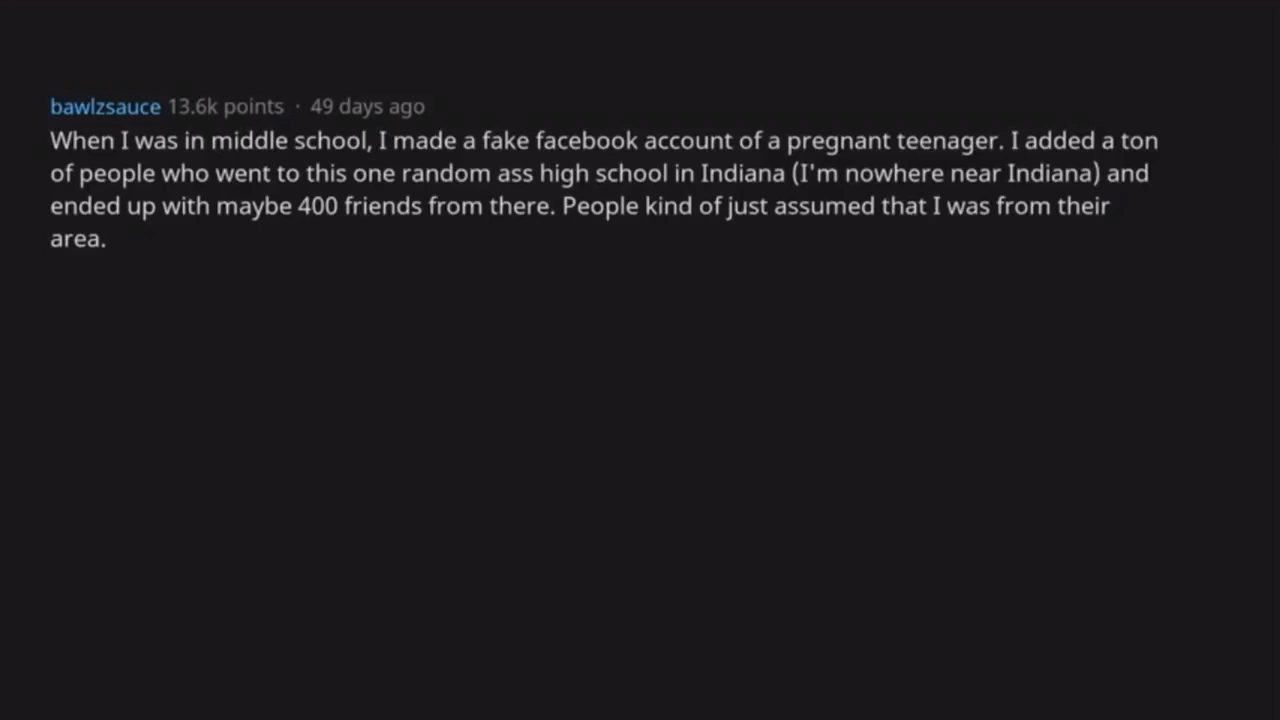 bawlzsauce 13.6k points · 49 days ago
When I was in middle school, I made a fake facebook account of a pregnant teenager. I added a ton
of people who went to this one random ass high school in Indiana (I'm nowhere near Indiana) and
ended up with maybe 400 friends from there. People kind of just assumed that I was from their
area.